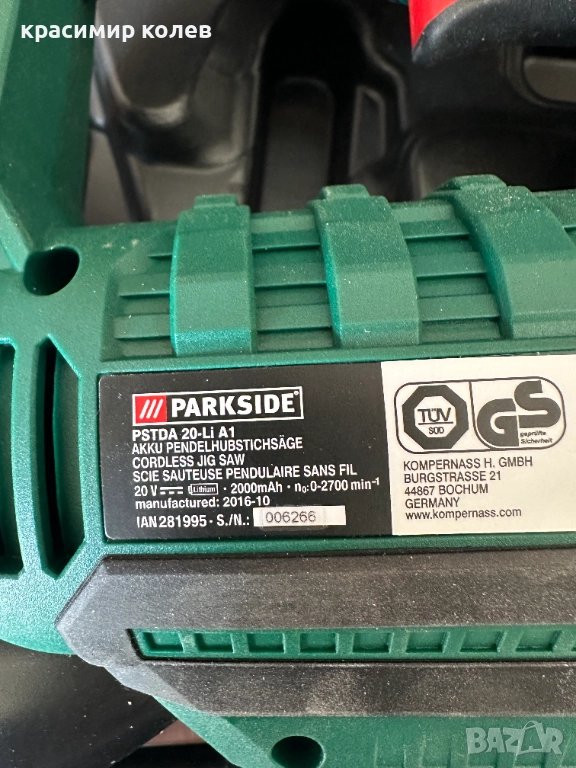 красимир колев
PARKSIDE
PSTDA 20-Li A1
AKKU PENDELHUBSTICHSÄGE
CORDLESS JIG SAW
SCIE SAUTEUSE PENDULAIRE SANS FIL
20 V Lithium · 2000mAh · n₀:0-2700 min⁻¹
manufactured: 2016-10
IAN 281995 - S./N.: 006266
TÜV
SÜD
GS
geprüfte
Sicherheit
KOMPERNASS H. GMBH
BURGSTRASSE 21
44867 BOCHUM
GERMANY
www.kompernass.com
BAZAR